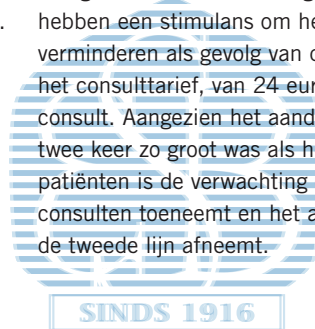 . hebben een stimulans om he
verminderen als gevolg van d
het consulttarief, van 24 eur
consult. Aangezien het aand
twee keer zo groot was als h
patiënten is de verwachting
consulten toeneemt en het a
de tweede lijn afneemt.
SINDS 1916